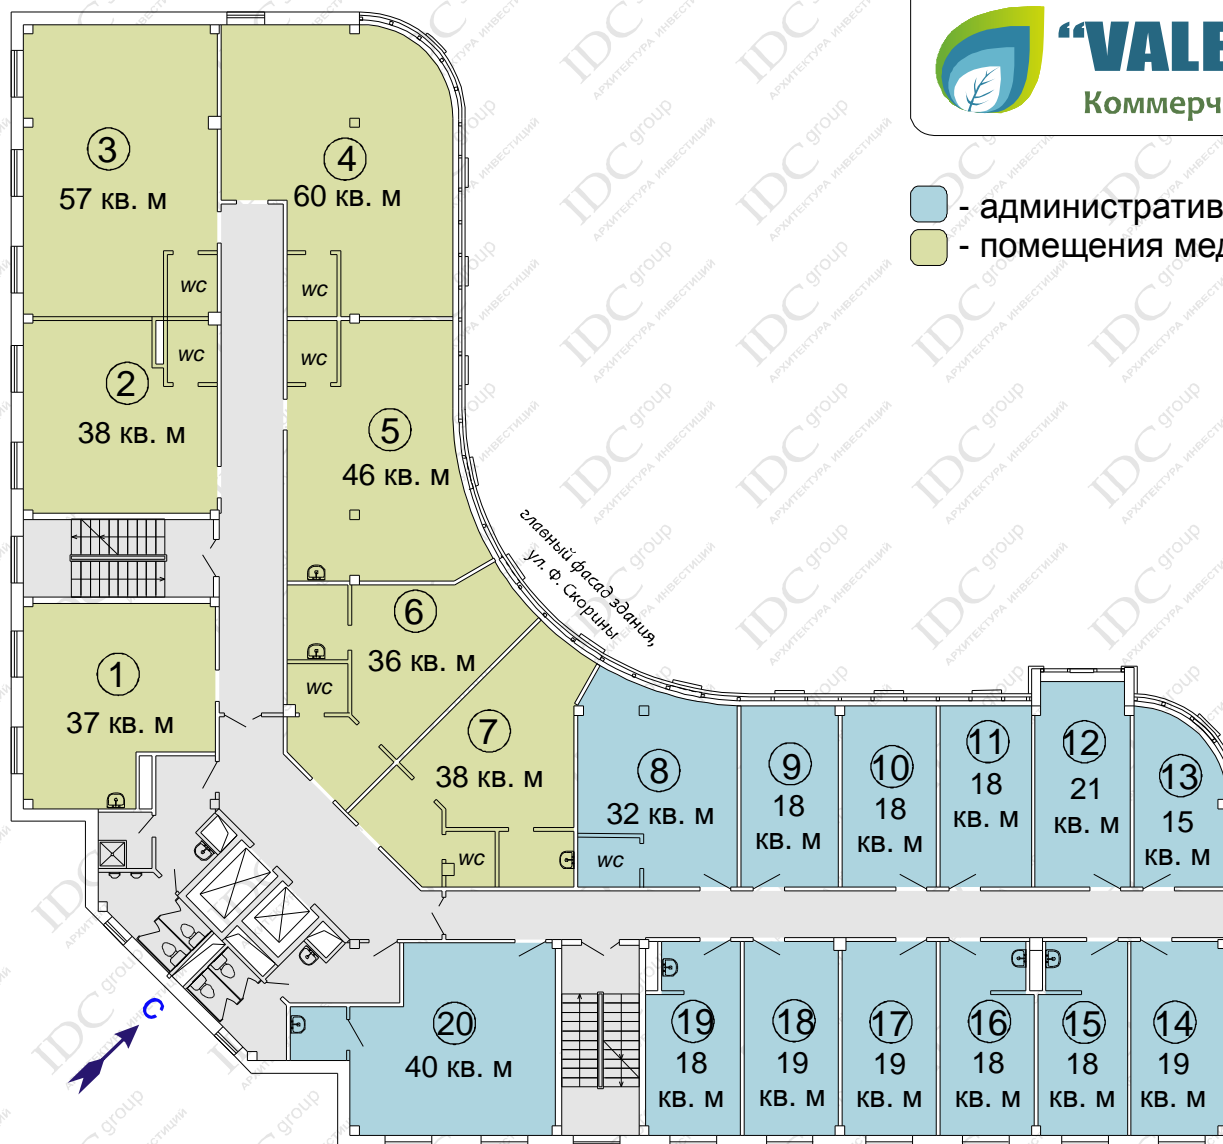 “VALE
Коммерч
- административ
- помещения мед
3
57 кв. м
4
60 кв. м
wc
wc
wc
wc
2
38 кв. м
5
46 кв. м
главный фасад здания,
ул. Ф. Скорины
6
36 кв. м
1
37 кв. м
wc
7
38 кв. м
8
32 кв. м
9
18
кв. м
10
18
кв. м
11
18
кв. м
12
21
кв. м
13
15
кв. м
wc
wc
С
20
40 кв. м
19
18
кв. м
18
19
кв. м
17
19
кв. м
16
18
кв. м
15
18
кв. м
14
19
кв. м
IDC group
АРХИТЕКТУРА ИНВЕСТИЦИЙ